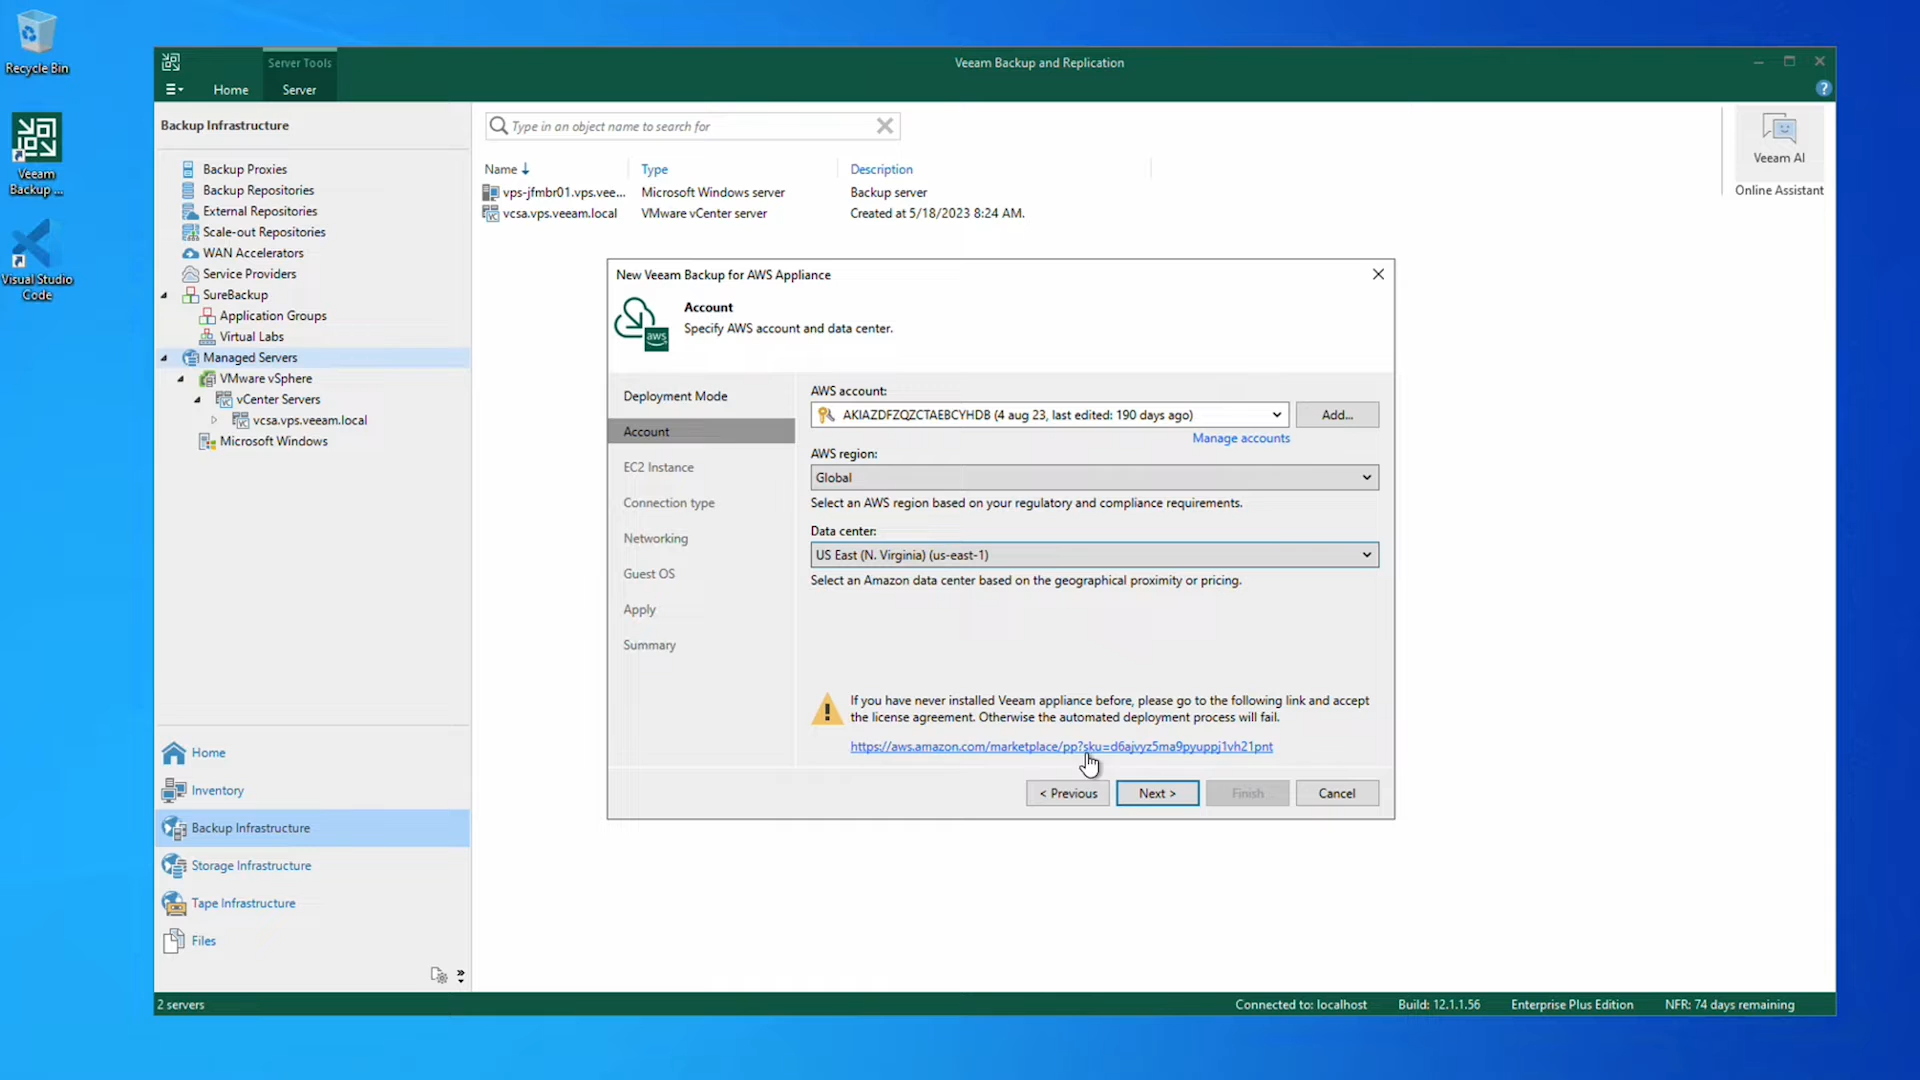 Recycle Bin
Veeam
Backup ...
Visual Studio
Code
Server Tools
Veeam Backup and Replication
Home
Server
?
Backup Infrastructure
Backup Proxies
Backup Repositories
External Repositories
Scale-out Repositories
WAN Accelerators
Service Providers
SureBackup
Application Groups
Virtual Labs
Managed Servers
VMware vSphere
vCenter Servers
vcsa.vps.veeam.local
Microsoft Windows
Home
Inventory
Backup Infrastructure
Storage Infrastructure
Tape Infrastructure
Files
Type in an object name to search for
Name Type Description
vps-jfmbr01.vps.vee... Microsoft Windows server Backup server
vcsa.vps.veeam.local VMware vCenter server Created at 5/18/2023 8:24 AM.
Veeam AI
Online Assistant
New Veeam Backup for AWS Appliance
aws
Account
Specify AWS account and data center.
Deployment Mode
Account
EC2 Instance
Connection type
Networking
Guest OS
Apply
Summary
AWS account:
AKIAZDFZQZCTAEBCYHDB (4 aug 23, last edited: 190 days ago)
Add...
Manage accounts
AWS region:
Global
Select an AWS region based on your regulatory and compliance requirements.
Data center:
US East (N. Virginia) (us-east-1)
Select an Amazon data center based on the geographical proximity or pricing.
If you have never installed Veeam appliance before, please go to the following link and accept
the license agreement. Otherwise the automated deployment process will fail.
https://aws.amazon.com/marketplace/pp?sku=d6ajvyz5ma9pyuppj1vh21pnt
< Previous
Next >
Finish
Cancel
2 servers
Connected to: localhost
Build: 12.1.1.56
Enterprise Plus Edition
NFR: 74 days remaining